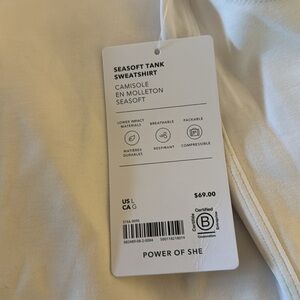 SEASOFT TANK
SWEATSHIRT
CAMISOLE
EN MOLLETON
SEASOFT
LOWER IMPACT
MATERIALS
BREATHABLE
PACKABLE
MATIÈRES
DURABLES
RESPIRANT
COMPRESSIBLE
US L
CA G
$69.00
Certified
B
Corporation
POWER OF SHE